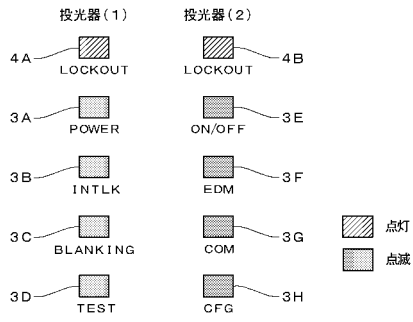 投光器(1) 投光器(2)
4A 4B
LOCKOUT LOCKOUT
3A 3E
POWER ON/OFF
3B 3F
INTLK EDM
3C 3G
BLANKING COM
3D 3H
TEST CFG
点灯
点滅